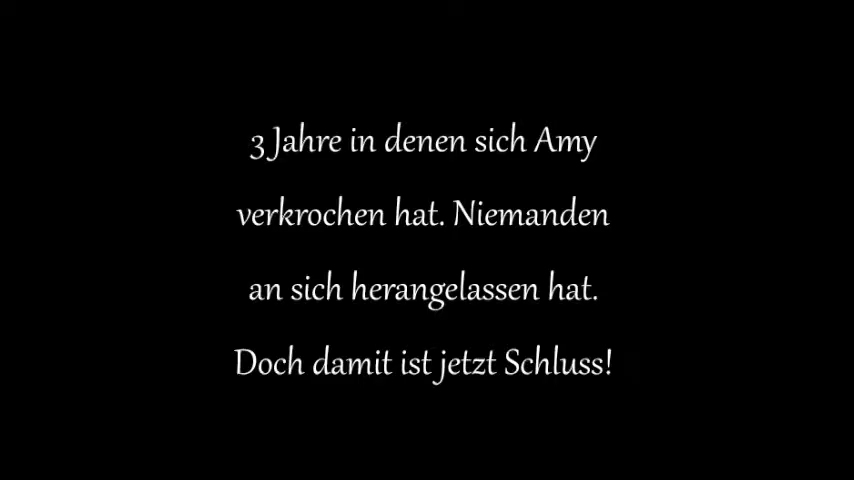 3 Jahre in denen sich Amy
verkrochen hat. Niemanden
an sich herangelassen hat.
Doch damit ist jetzt Schluss!